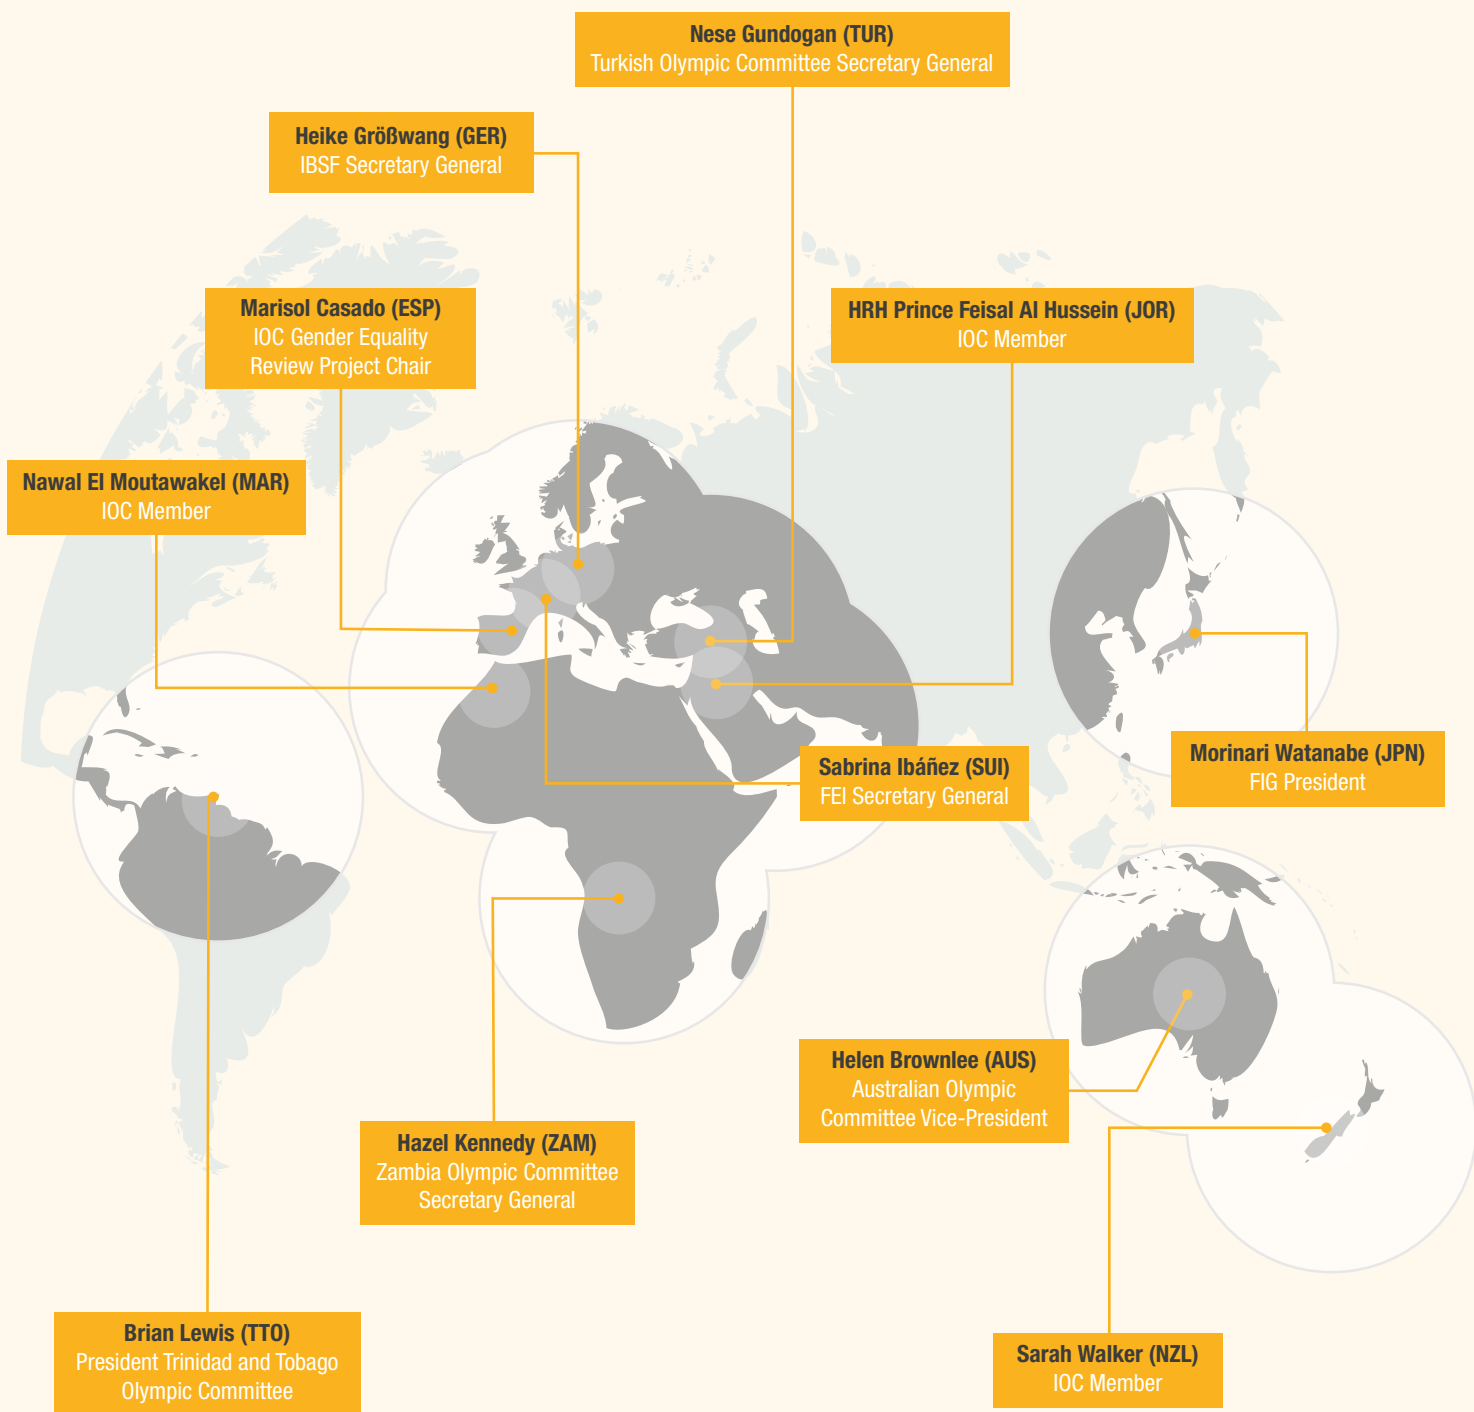 Nese Gundogan (TUR)
Turkish Olympic Committee Secretary General
Heike Größwang (GER)
IBSF Secretary General
Marisol Casado (ESP)
IOC Gender Equality
Review Project Chair
HRH Prince Feisal Al Hussein (JOR)
IOC Member
Nawal El Moutawakel (MAR)
IOC Member
Sabrina Ibáñez (SUI)
FEI Secretary General
Morinari Watanabe (JPN)
FIG President
Helen Brownlee (AUS)
Australian Olympic
Committee Vice-President
Hazel Kennedy (ZAM)
Zambia Olympic Committee
Secretary General
Brian Lewis (TTO)
President Trinidad and Tobago
Olympic Committee
Sarah Walker (NZL)
IOC Member